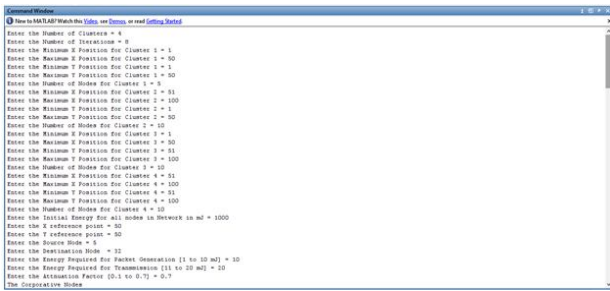 Command Window
New to MATLAB? Watch this Video, see Demos, or read Getting Started.
Enter the Number of Clusters = 4
Enter the Number of Iterations = 8
Enter the Minimum X Position for Cluster 1 = 1
Enter the Maximum X Position for Cluster 1 = 50
Enter the Minimum Y Position for Cluster 1 = 1
Enter the Maximum Y Position for Cluster 1 = 50
Enter the Number of Nodes for Cluster 1 = 5
Enter the Minimum X Position for Cluster 2 = 51
Enter the Maximum X Position for Cluster 2 = 100
Enter the Minimum Y Position for Cluster 2 = 1
Enter the Maximum Y Position for Cluster 2 = 50
Enter the Number of Nodes for Cluster 2 = 10
Enter the Minimum X Position for Cluster 3 = 1
Enter the Maximum X Position for Cluster 3 = 50
Enter the Minimum Y Position for Cluster 3 = 51
Enter the Maximum Y Position for Cluster 3 = 100
Enter the Number of Nodes for Cluster 3 = 10
Enter the Minimum X Position for Cluster 4 = 51
Enter the Maximum X Position for Cluster 4 = 100
Enter the Minimum Y Position for Cluster 4 = 51
Enter the Maximum Y Position for Cluster 4 = 100
Enter the Number of Nodes for Cluster 4 = 10
Enter the Initial Energy for all nodes in Network in mJ = 1000
Enter the X reference point = 50
Enter the Y reference point = 50
Enter the Source Node = 5
Enter the Destination Node = 32
Enter the Energy Required for Packet Generation [1 to 10 mJ] = 10
Enter the Energy Required for Transmission [11 to 20 mJ] = 20
Enter the Attnuation Factor [0.1 to 0.7] = 0.7
The Corporative Nodes